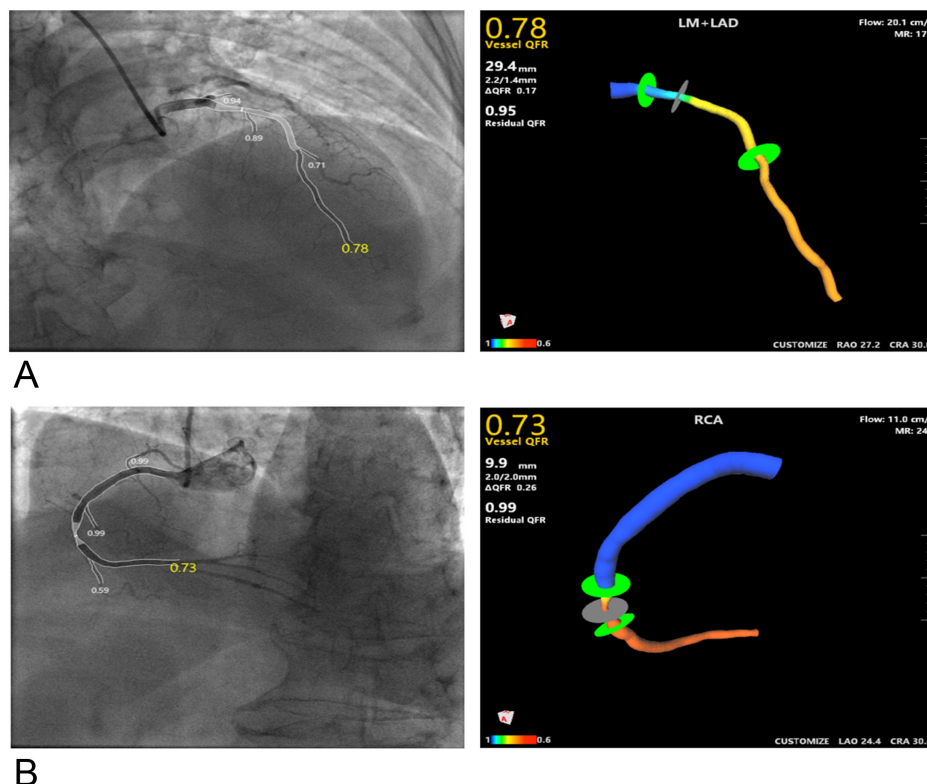 0.94
0.89
0.71
0.78
0.78
Vessel QFR
29.4 mm
2.2/1.4mm
ΔQFR 0.17
0.95
Residual QFR
LM+LAD
Flow: 20.1 cm/
MR: 17
A
1 0.6
CUSTOMIZE RAO 27.2 CRA 30.
A
0.99
0.99
0.73
0.59
0.73
Vessel QFR
9.9 mm
2.0/2.0mm
ΔQFR 0.26
0.99
Residual QFR
RCA
Flow: 11.0 cm/
MR: 24
A
1 0.6
CUSTOMIZE LAO 24.4 CRA 30.
B